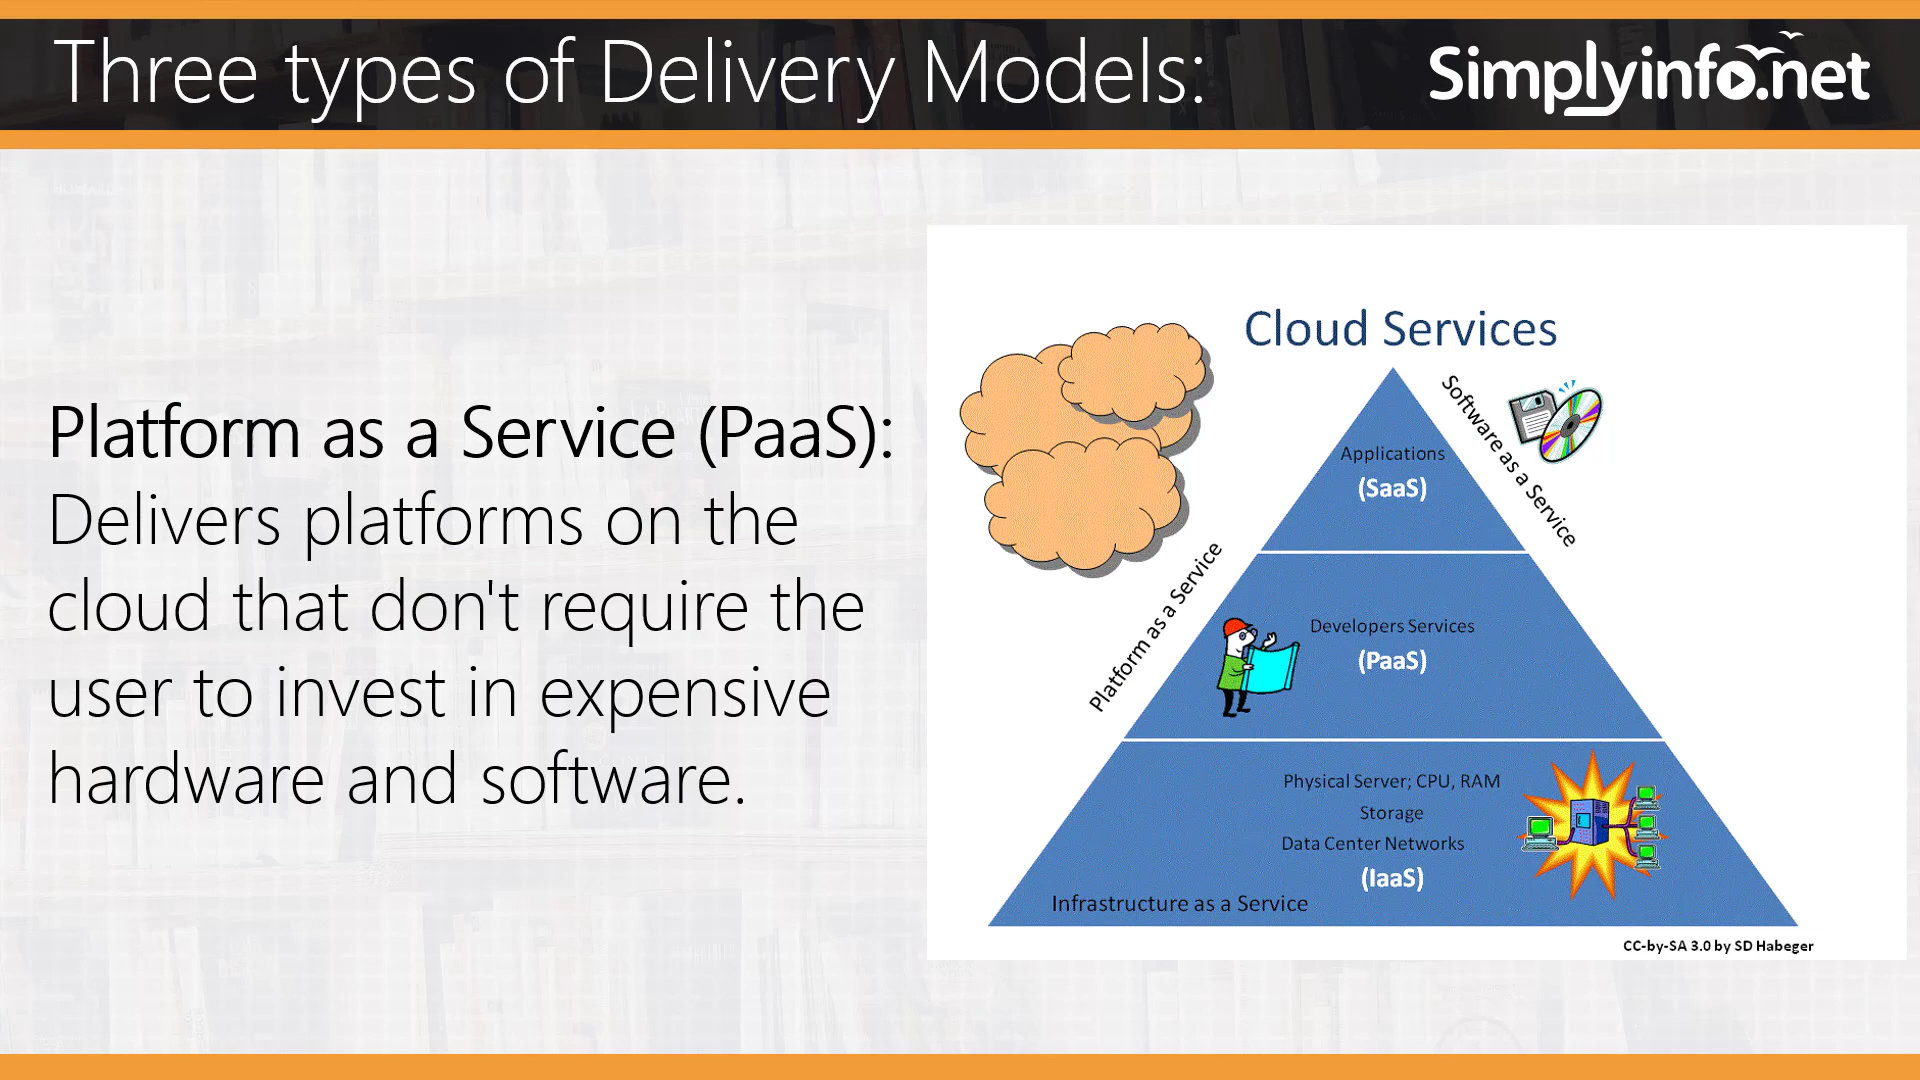 Three types of Delivery Models:
Simplyinfo.net
Platform as a Service (PaaS):
Delivers platforms on the
cloud that don't require the
user to invest in expensive
hardware and software.
Cloud Services
Software as a Service
Applications
(SaaS)
Platform as a Service
Developers Services
(PaaS)
Physical Server; CPU, RAM
Storage
Data Center Networks
(IaaS)
Infrastructure as a Service
CC-by-SA 3.0 by SD Habeger